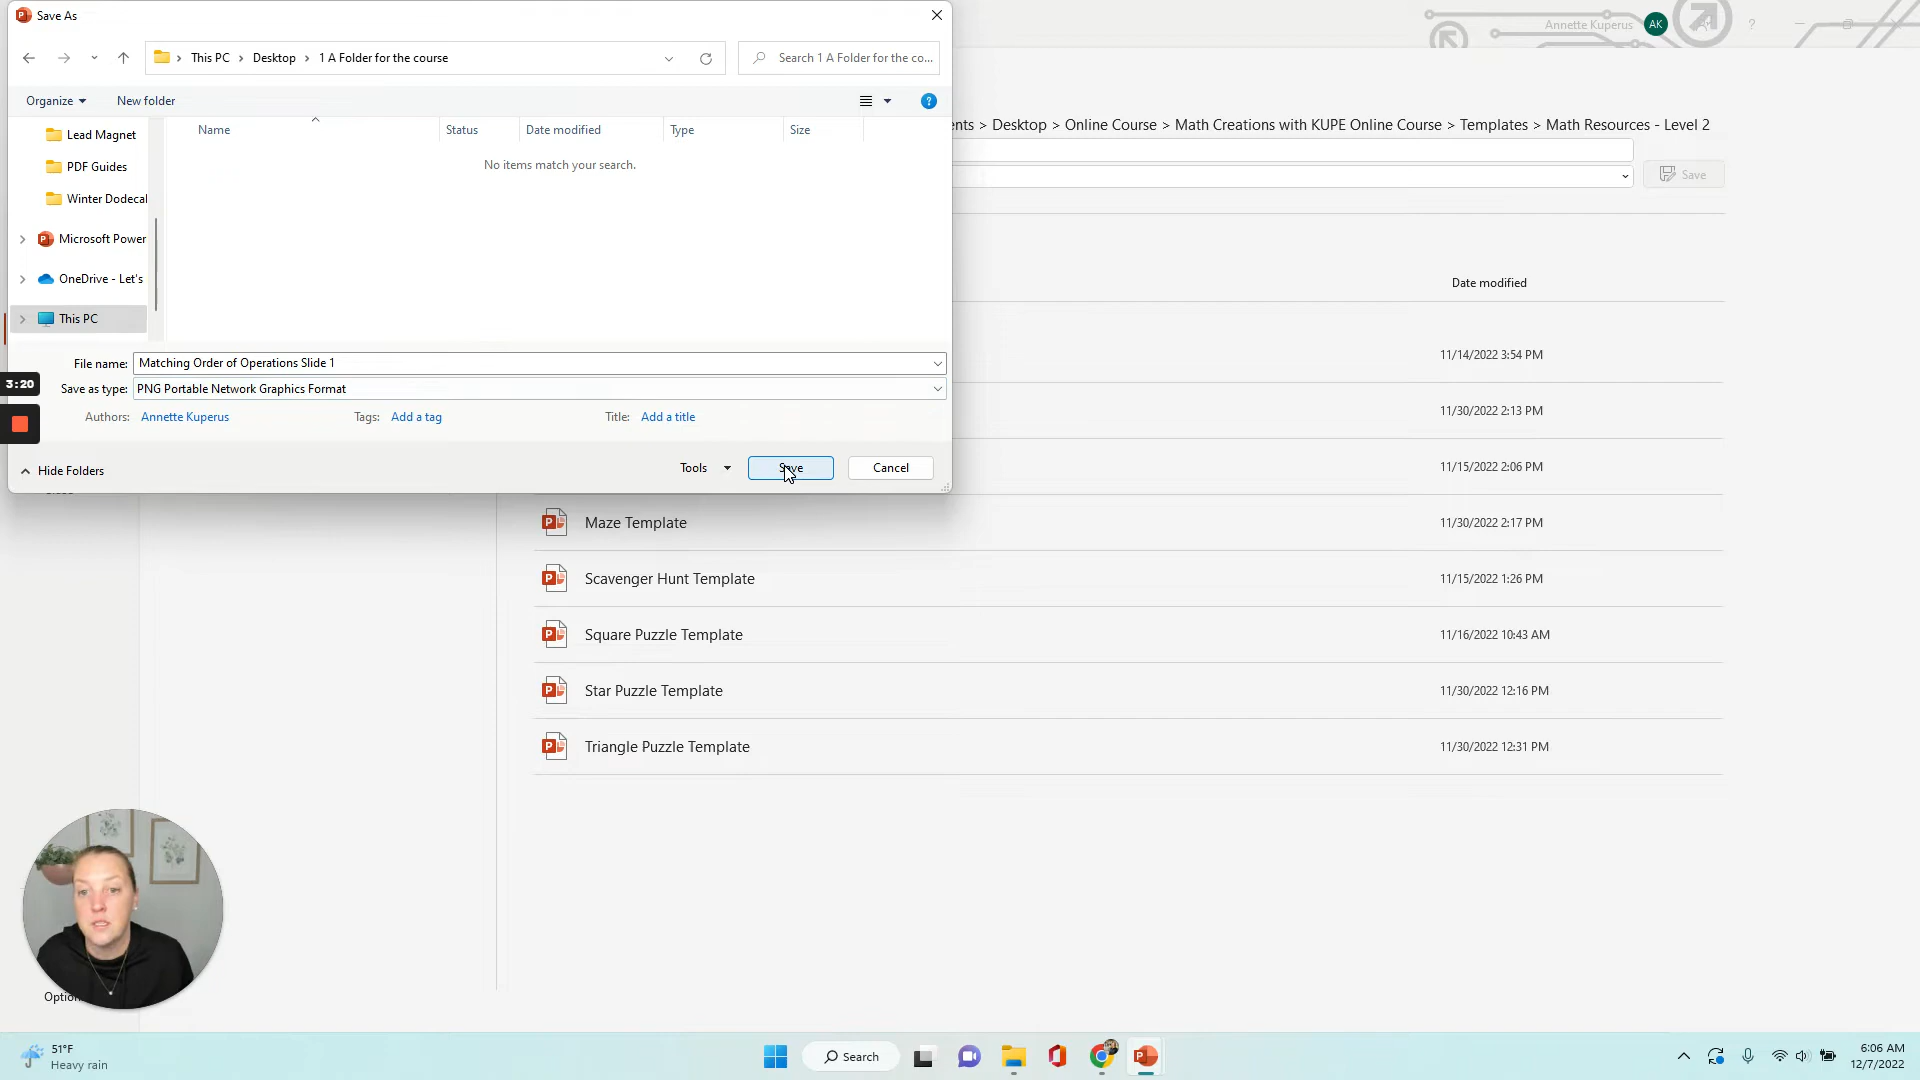 Save As
Annette Kuperus AK ?
This PC > Desktop > 1 A Folder for the course
Search 1 A Folder for the co...
Organize
New folder
?
Name Status Date modified Type Size
No items match your search.
Lead Magnet
PDF Guides
Winter Dodecal
Microsoft Power
OneDrive - Let's
This PC
File name: Matching Order of Operations Slide 1
3:20
Save as type: PNG Portable Network Graphics Format
Authors: Annette Kuperus Tags: Add a tag Title: Add a title
Hide Folders
Tools Save Cancel
ents > Desktop > Online Course > Math Creations with KUPE Online Course > Templates > Math Resources - Level 2
Save
Date modified
11/14/2022 3:54 PM
11/30/2022 2:13 PM
11/15/2022 2:06 PM
Maze Template 11/30/2022 2:17 PM
Scavenger Hunt Template 11/15/2022 1:26 PM
Square Puzzle Template 11/16/2022 10:43 AM
Star Puzzle Template 11/30/2022 12:16 PM
Triangle Puzzle Template 11/30/2022 12:31 PM
51°F
Heavy rain
Search
6:06 AM
12/7/2022